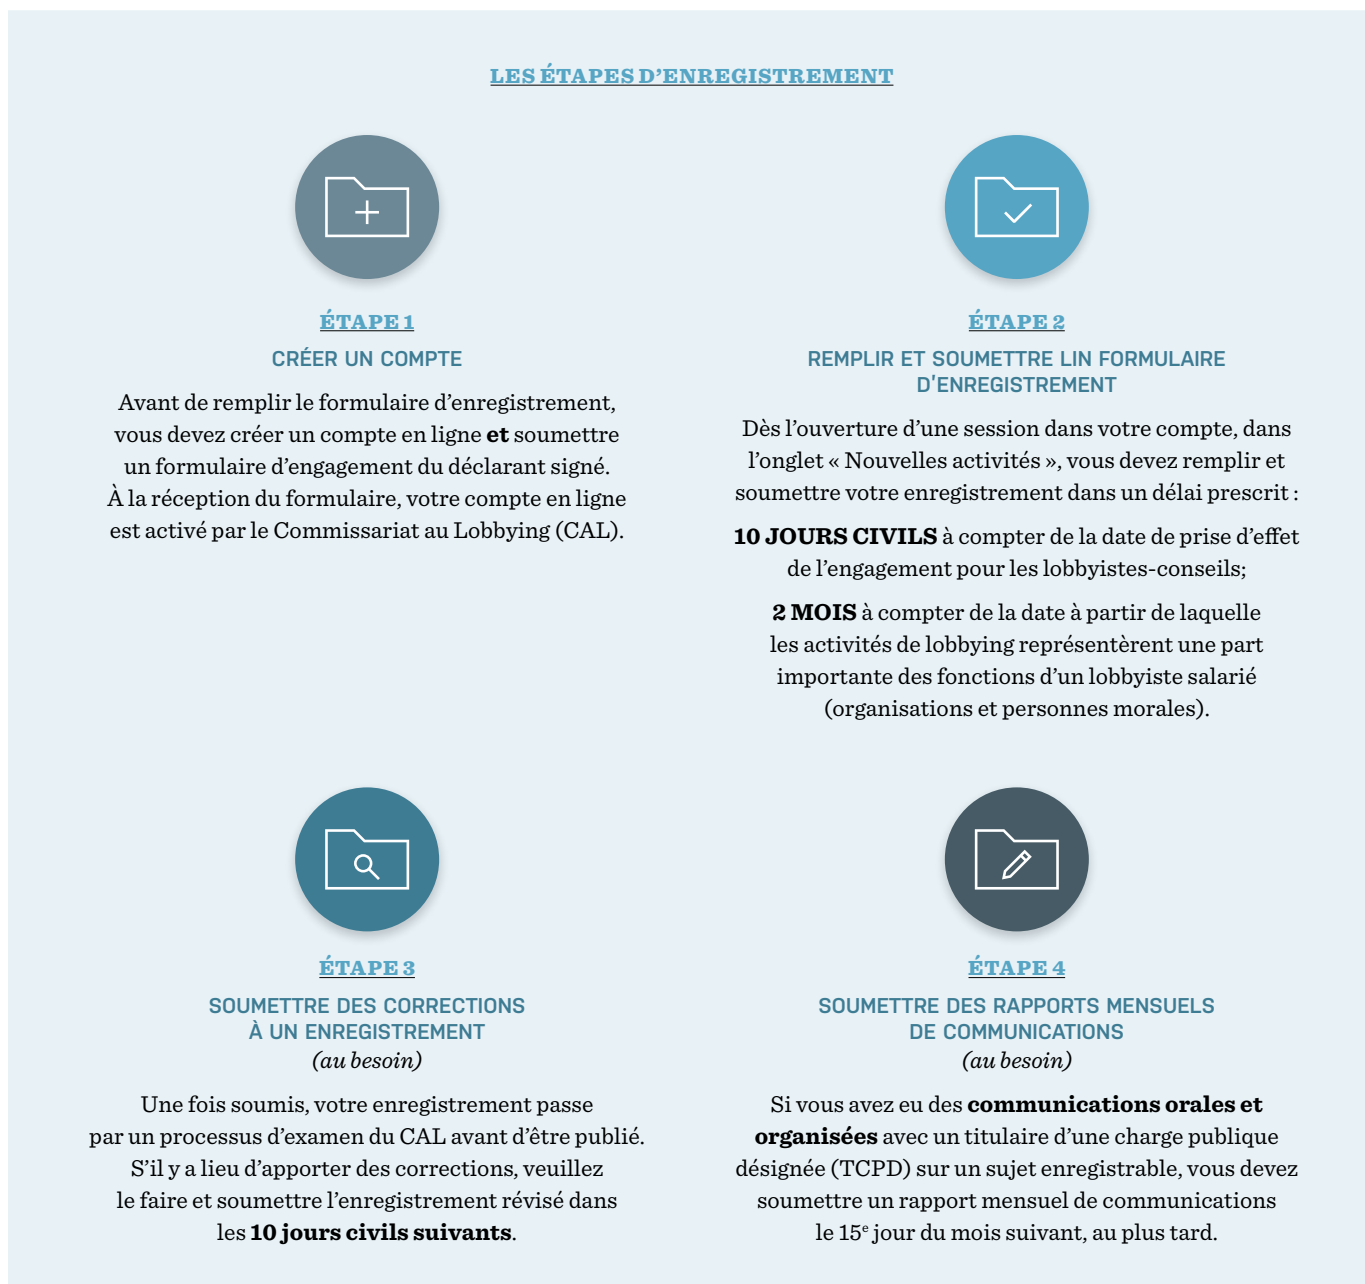 LES ÉTAPES D’ENREGISTREMENT
ÉTAPE 1
CRÉER UN COMPTE
Avant de remplir le formulaire d’enregistrement,
vous devez créer un compte en ligne et soumettre
un formulaire d’engagement du déclarant signé.
À la réception du formulaire, votre compte en ligne
est activé par le Commissariat au Lobbying (CAL).
ÉTAPE 2
REMPLIR ET SOUMETTRE LIN FORMULAIRE
D’ENREGISTREMENT
Dès l’ouverture d’une session dans votre compte, dans
l’onglet « Nouvelles activités », vous devez remplir et
soumettre votre enregistrement dans un délai prescrit :
10 JOURS CIVILS à compter de la date de prise d’effet
de l’engagement pour les lobbyistes-conseils;
2 MOIS à compter de la date à partir de laquelle
les activités de lobbying représentèrent une part
importante des fonctions d’un lobbyiste salarié
(organisations et personnes morales).
ÉTAPE 3
SOUMETTRE DES CORRECTIONS
À UN ENREGISTREMENT
(au besoin)
Une fois soumis, votre enregistrement passe
par un processus d’examen du CAL avant d’être publié.
S’il y a lieu d’apporter des corrections, veuillez
le faire et soumettre l’enregistrement révisé dans
les 10 jours civils suivants.
ÉTAPE 4
SOUMETTRE DES RAPPORTS MENSUELS
DE COMMUNICATIONS
(au besoin)
Si vous avez eu des communications orales et
organisées avec un titulaire d’une charge publique
désignée (TCPD) sur un sujet enregistrable, vous devez
soumettre un rapport mensuel de communications
le 15e jour du mois suivant, au plus tard.